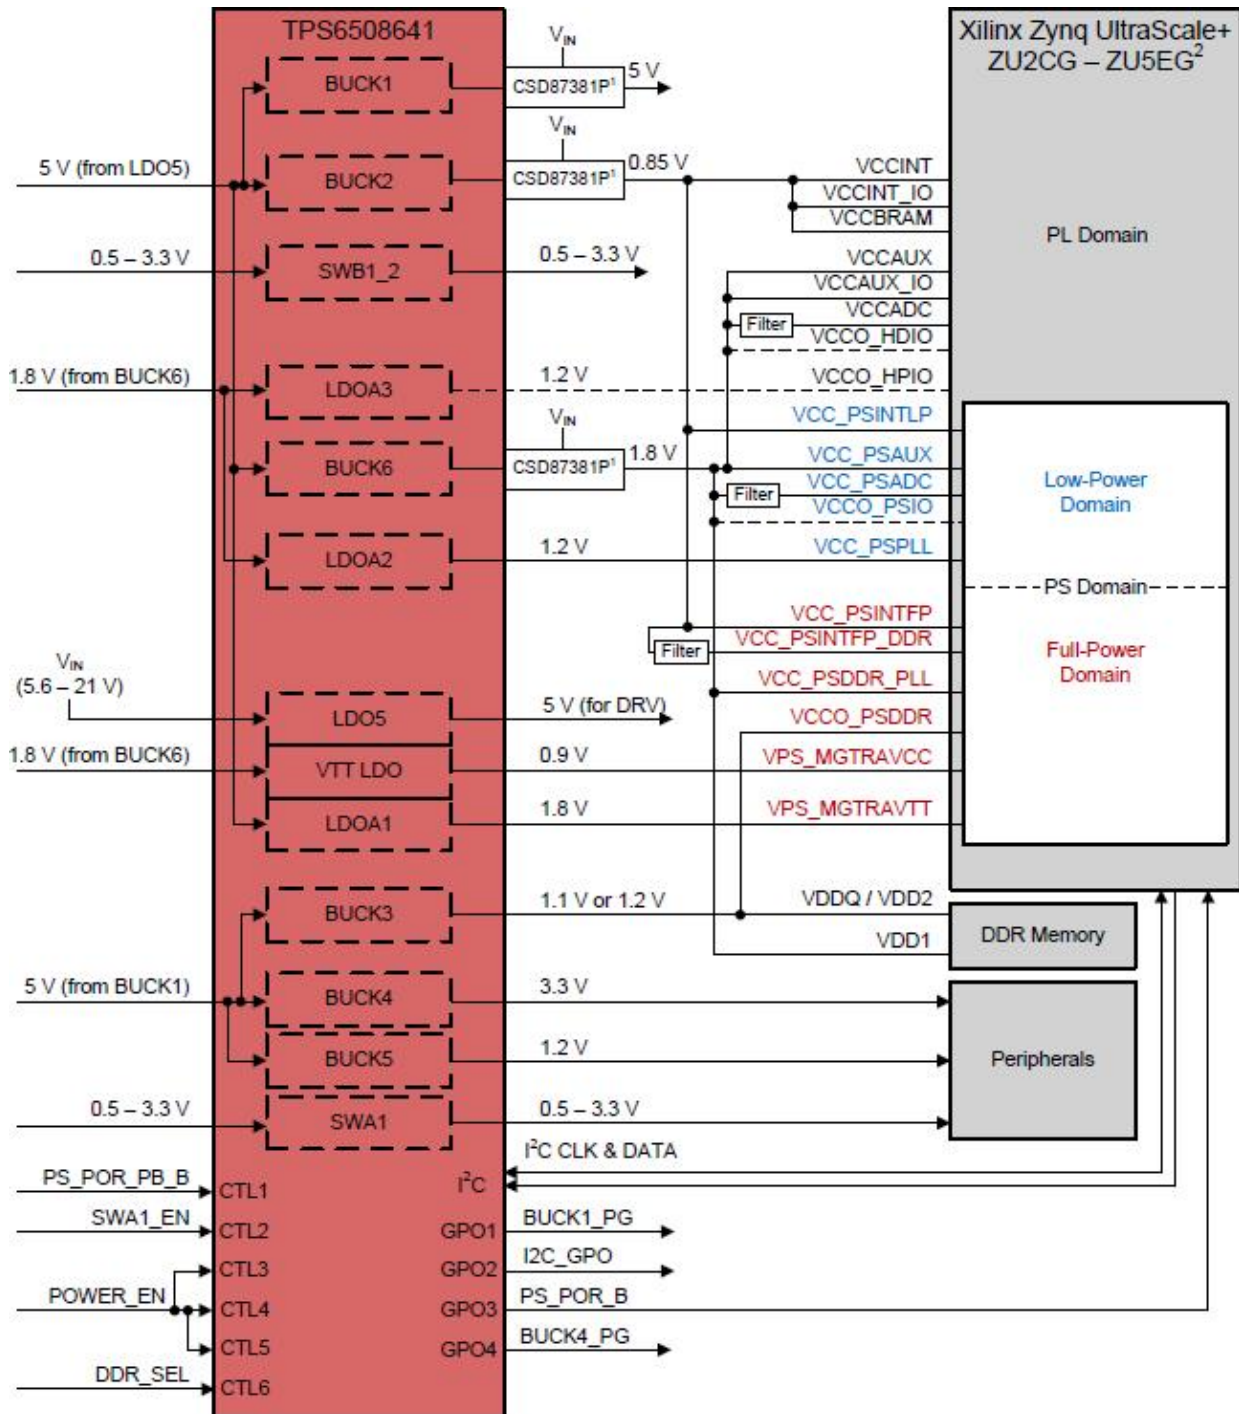 TPS6508641
Xilinx Zynq UltraScale+
ZU2CG – ZU5EG²
V_IN
BUCK1
CSD87381P¹
5 V
V_IN
5 V (from LDO5)
BUCK2
CSD87381P¹
0.85 V
VCCINT
VCCINT_IO
VCCBRAM
PL Domain
0.5 – 3.3 V
SWB1_2
0.5 – 3.3 V
VCCAUX
VCCAUX_IO
VCCADC
Filter
VCCO_HDIO
1.8 V (from BUCK6)
LDOA3
1.2 V
VCCO_HPIO
V_IN
VCC_PSINTLP
BUCK6
CSD87381P¹
1.8 V
VCC_PSAUX
VCC_PSADC
Filter
VCCO_PSIO
Low-Power
Domain
LDOA2
1.2 V
VCC_PSPLL
PS Domain
VCC_PSINTFP
VCC_PSINTFP_DDR
Filter
Full-Power
Domain
V_IN
(5.6 – 21 V)
VCC_PSDDR_PLL
LDO5
5 V (for DRV)
VCCO_PSDDR
1.8 V (from BUCK6)
VTT LDO
0.9 V
VPS_MGTRAVCC
LDOA1
1.8 V
VPS_MGTRAVTT
BUCK3
1.1 V or 1.2 V
VDDQ / VDD2
VDD1
DDR Memory
5 V (from BUCK1)
BUCK4
3.3 V
BUCK5
1.2 V
Peripherals
0.5 – 3.3 V
SWA1
0.5 – 3.3 V
I²C CLK & DATA
PS_POR_PB_B
CTL1
I²C
SWA1_EN
CTL2
GPO1
BUCK1_PG
CTL3
GPO2
I2C_GPO
POWER_EN
CTL4
GPO3
PS_POR_B
CTL5
GPO4
BUCK4_PG
DDR_SEL
CTL6